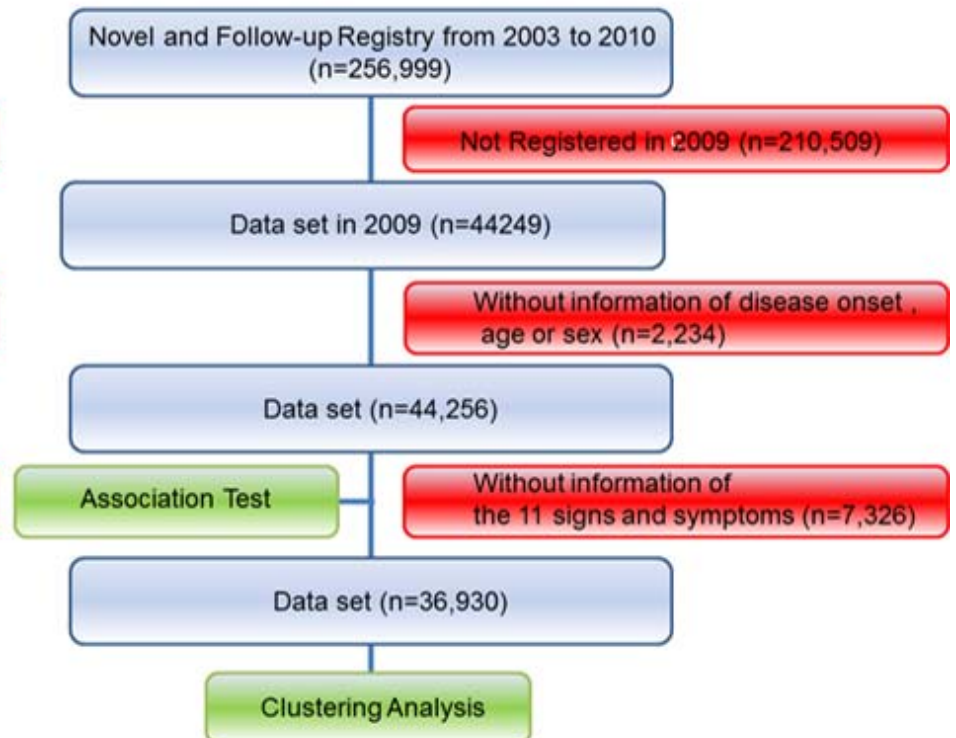 Novel and Follow-up Registry from 2003 to 2010
(n=256,999)
Not Registered in 2009 (n=210,509)
Data set in 2009 (n=44249)
Without information of disease onset ,
age or sex (n=2,234)
Data set (n=44,256)
Association Test
Without information of
the 11 signs and symptoms (n=7,326)
Data set (n=36,930)
Clustering Analysis